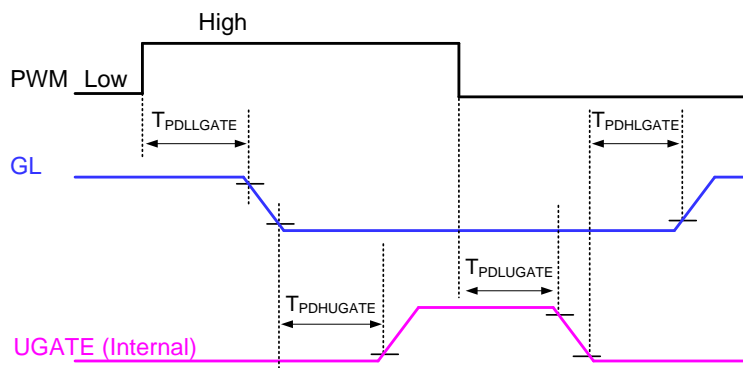 High
PWM Low
TPDLLGATE
TPDHLGATE
GL
TPDHUGATE
TPDLUGATE
UGATE (Internal)